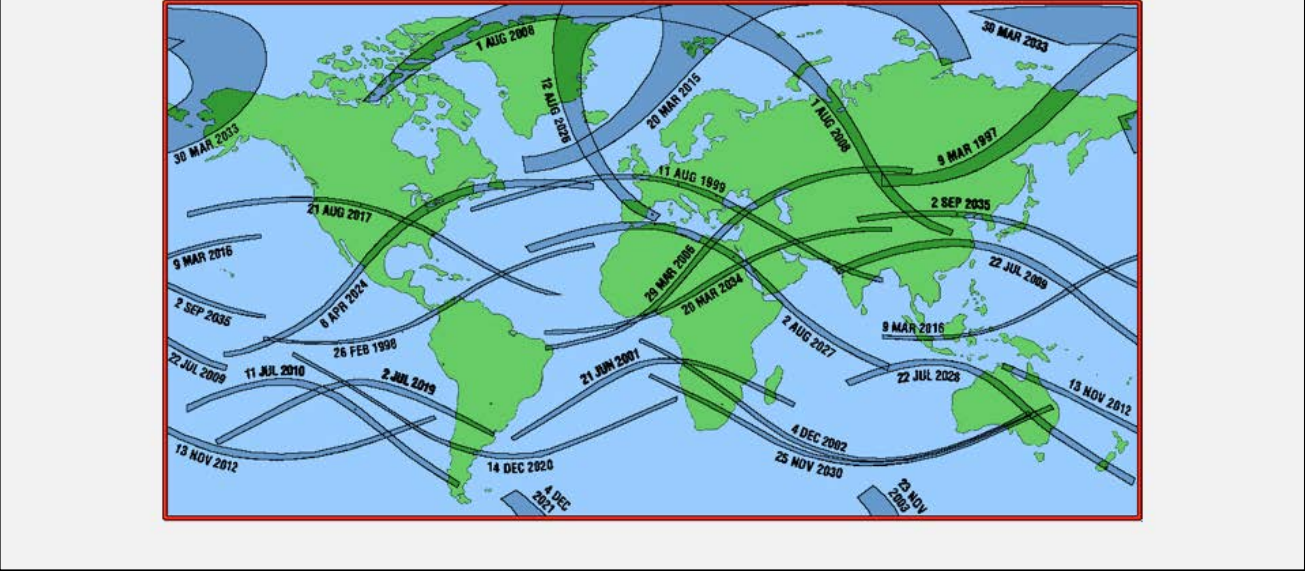 30 MAR 2033
1 AUG 2008
12 AUG 2026
20 MAR 2015
1 AUG 2008
30 MAR 2033
9 MAR 1997
11 AUG 1999
2 SEP 2035
21 AUG 2017
9 MAR 2016
2 SEP 2035
8 APR 2024
26 FEB 1998
29 MAR 2006
20 MAR 2034
22 JUL 2009
9 MAR 2016
2 AUG 2027
22 JUL 2009
11 JUL 2010
2 JUL 2019
21 JUN 2001
22 JUL 2028
13 NOV 2012
13 NOV 2012
14 DEC 2020
4 DEC 2002
25 NOV 2030
4 DEC
2021
23 NOV
2003